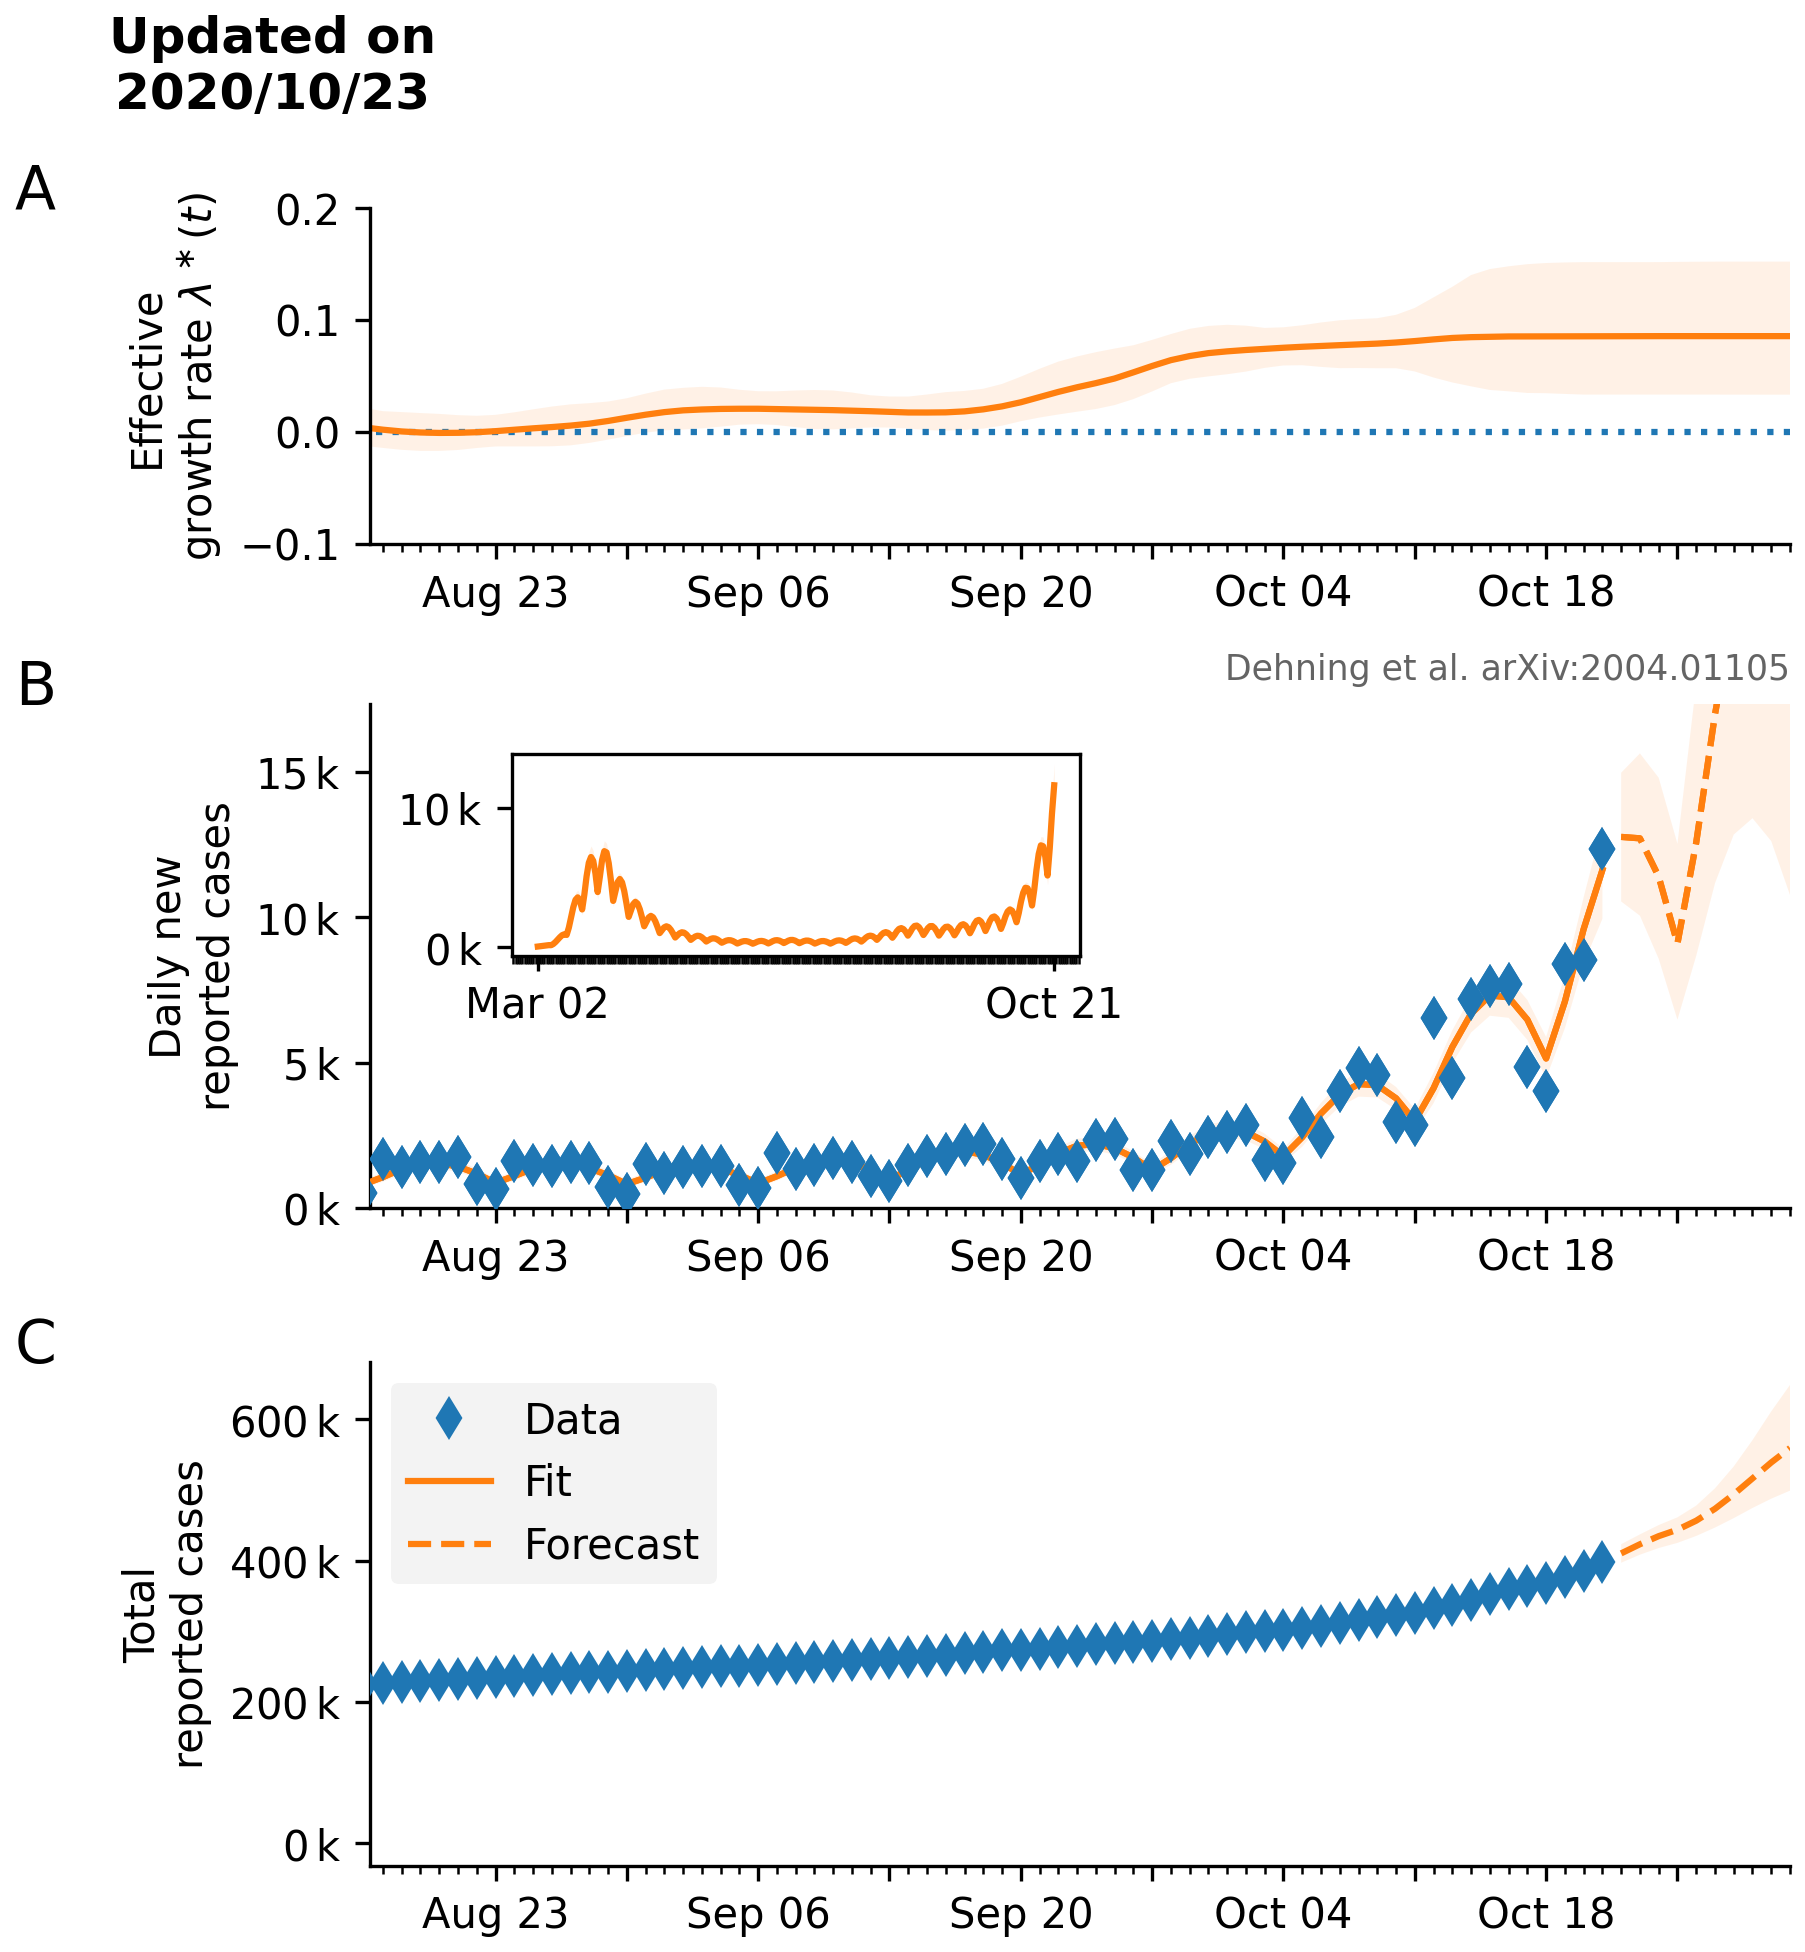 Updated on
2020/10/23
A
Effective
growth rate λ * (t)
0.2
0.1
0.0
−0.1
Aug 23 Sep 06 Sep 20 Oct 04 Oct 18
B
Dehning et al. arXiv:2004.01105
Daily new
reported cases
15 k
10 k
5 k
0 k
10 k
0 k
Mar 02 Oct 21
Aug 23 Sep 06 Sep 20 Oct 04 Oct 18
C
Total
reported cases
600 k
400 k
200 k
0 k
Data
Fit
Forecast
Aug 23 Sep 06 Sep 20 Oct 04 Oct 18